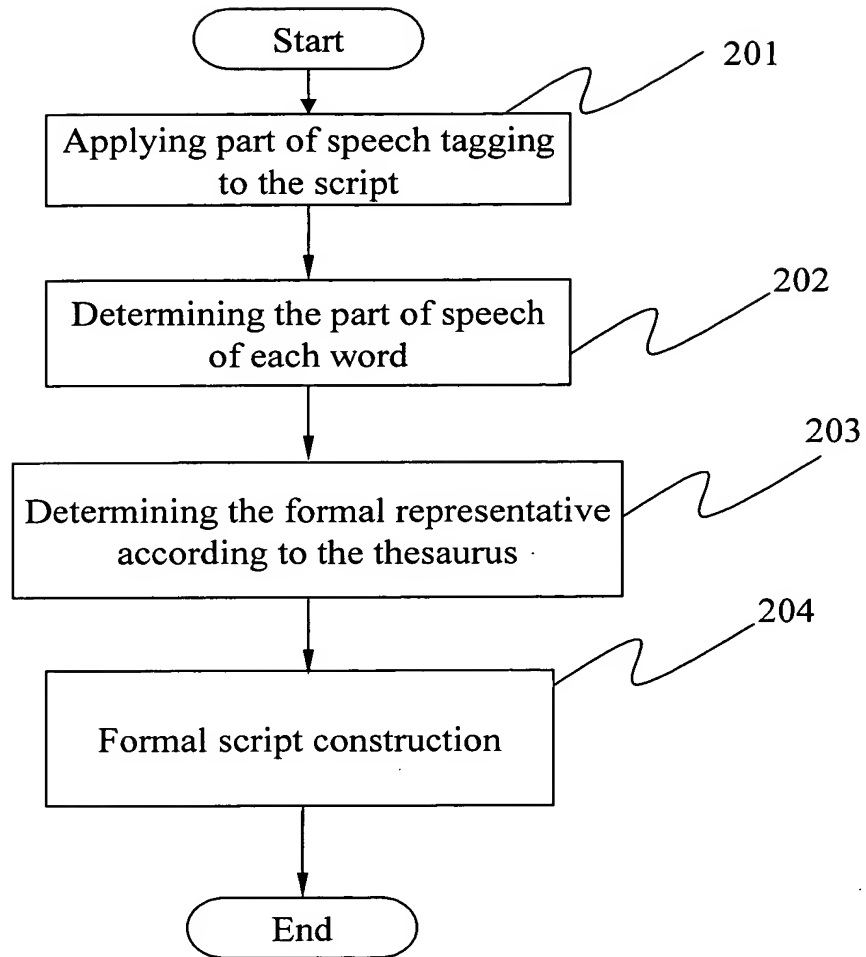 Start
201
Applying part of speech tagging
to the script
202
Determining the part of speech
of each word
203
Determining the formal representative
according to the thesaurus
204
Formal script construction
End